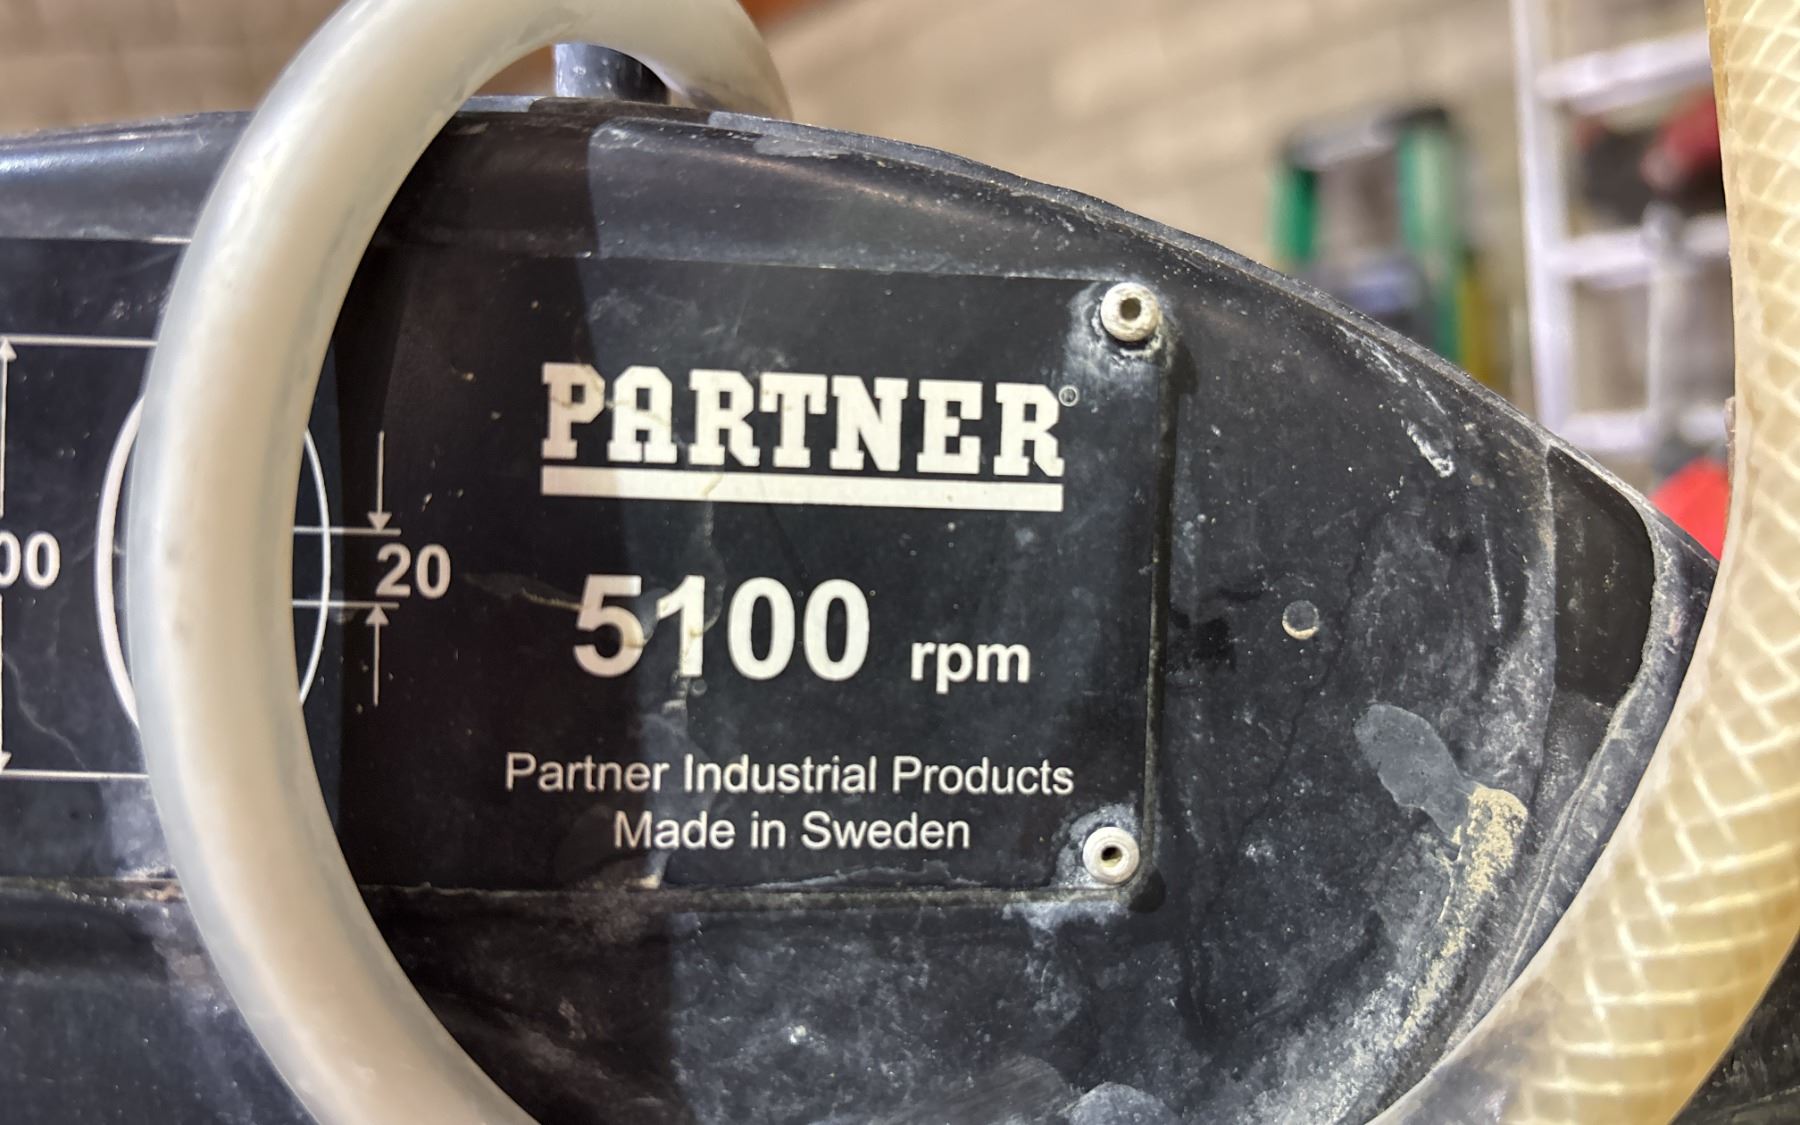 PARTNER®
00
20
5100 rpm
Partner Industrial Products
Made in Sweden